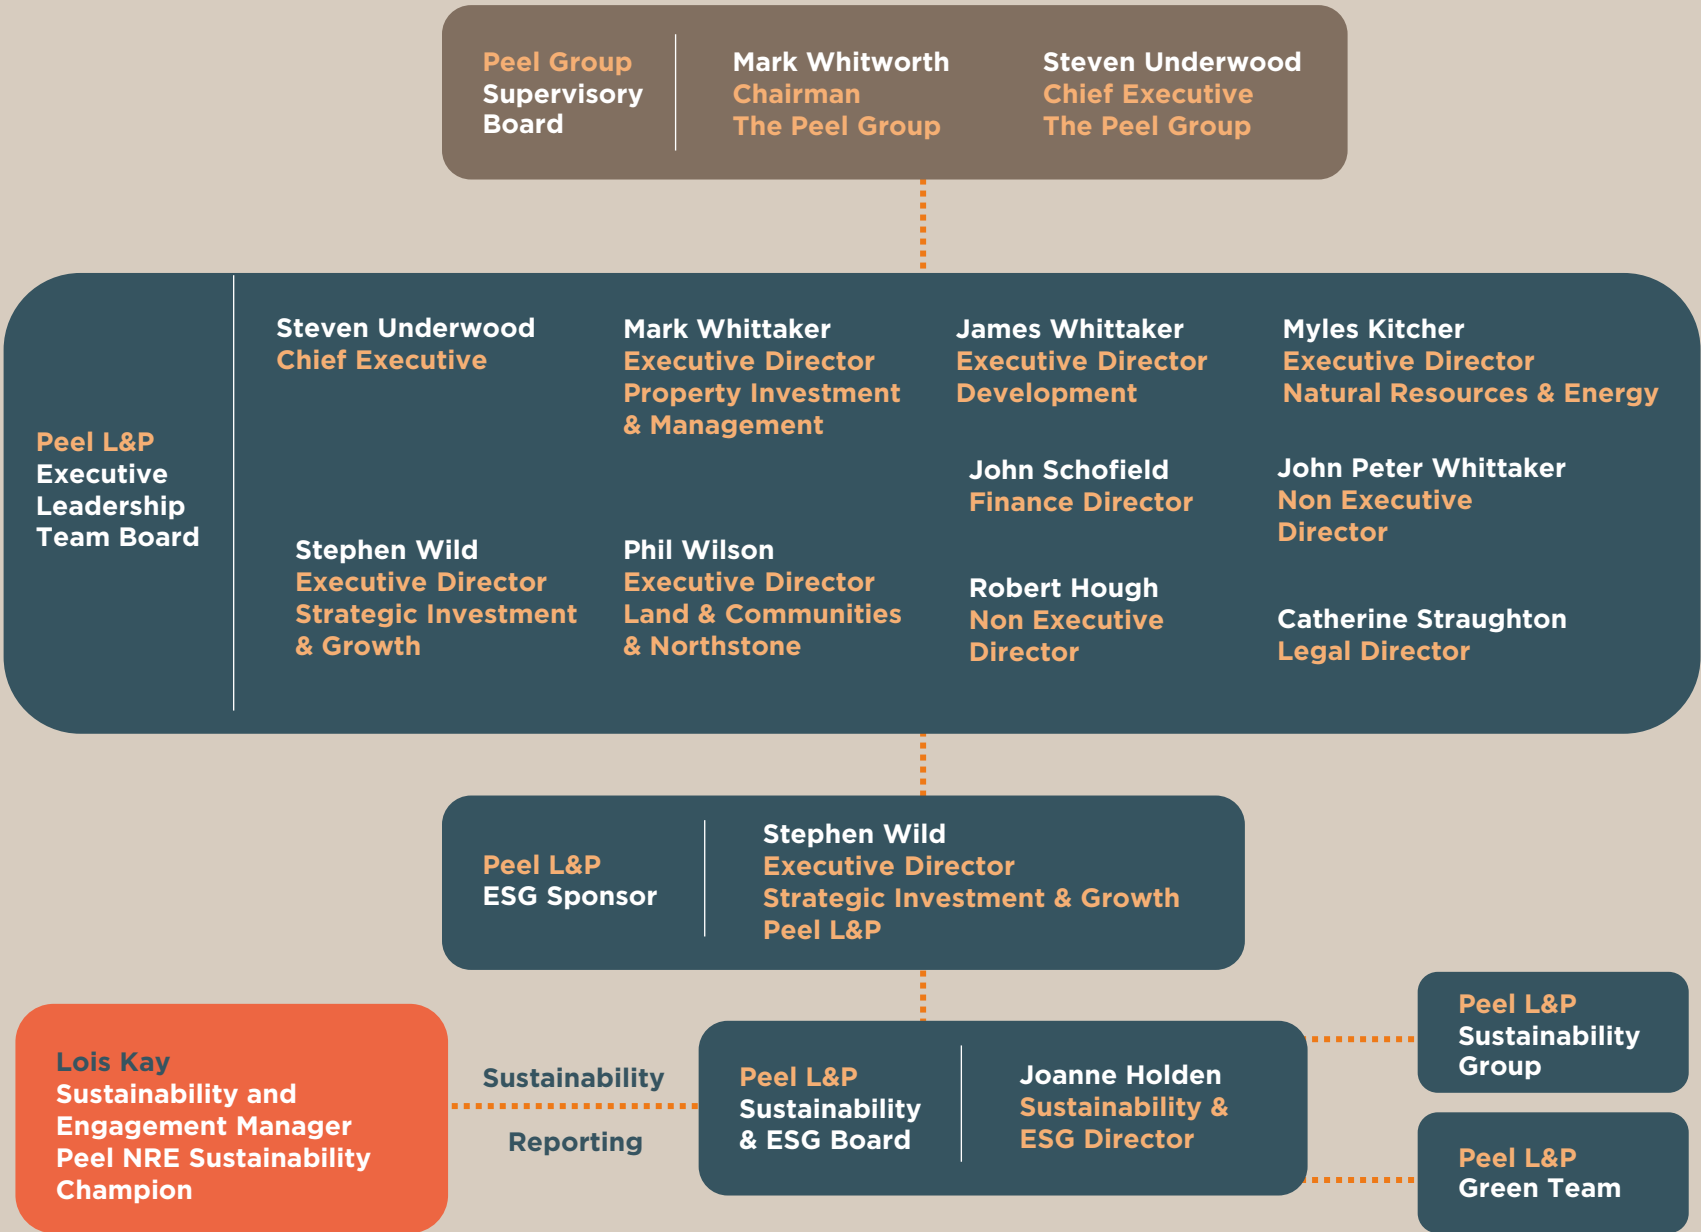 Peel Group
Supervisory
Board
Mark Whitworth
Chairman
The Peel Group
Steven Underwood
Chief Executive
The Peel Group
Peel L&P
Executive
Leadership
Team Board
Steven Underwood
Chief Executive
Mark Whittaker
Executive Director
Property Investment
& Management
James Whittaker
Executive Director
Development
Myles Kitcher
Executive Director
Natural Resources & Energy
Stephen Wild
Executive Director
Strategic Investment
& Growth
Phil Wilson
Executive Director
Land & Communities
& Northstone
John Schofield
Finance Director
John Peter Whittaker
Non Executive
Director
Robert Hough
Non Executive
Director
Catherine Straughton
Legal Director
Peel L&P
ESG Sponsor
Stephen Wild
Executive Director
Strategic Investment & Growth
Peel L&P
Lois Kay
Sustainability and
Engagement Manager
Peel NRE Sustainability
Champion
Sustainability
Reporting
Peel L&P
Sustainability
& ESG Board
Joanne Holden
Sustainability &
ESG Director
Peel L&P
Sustainability
Group
Peel L&P
Green Team